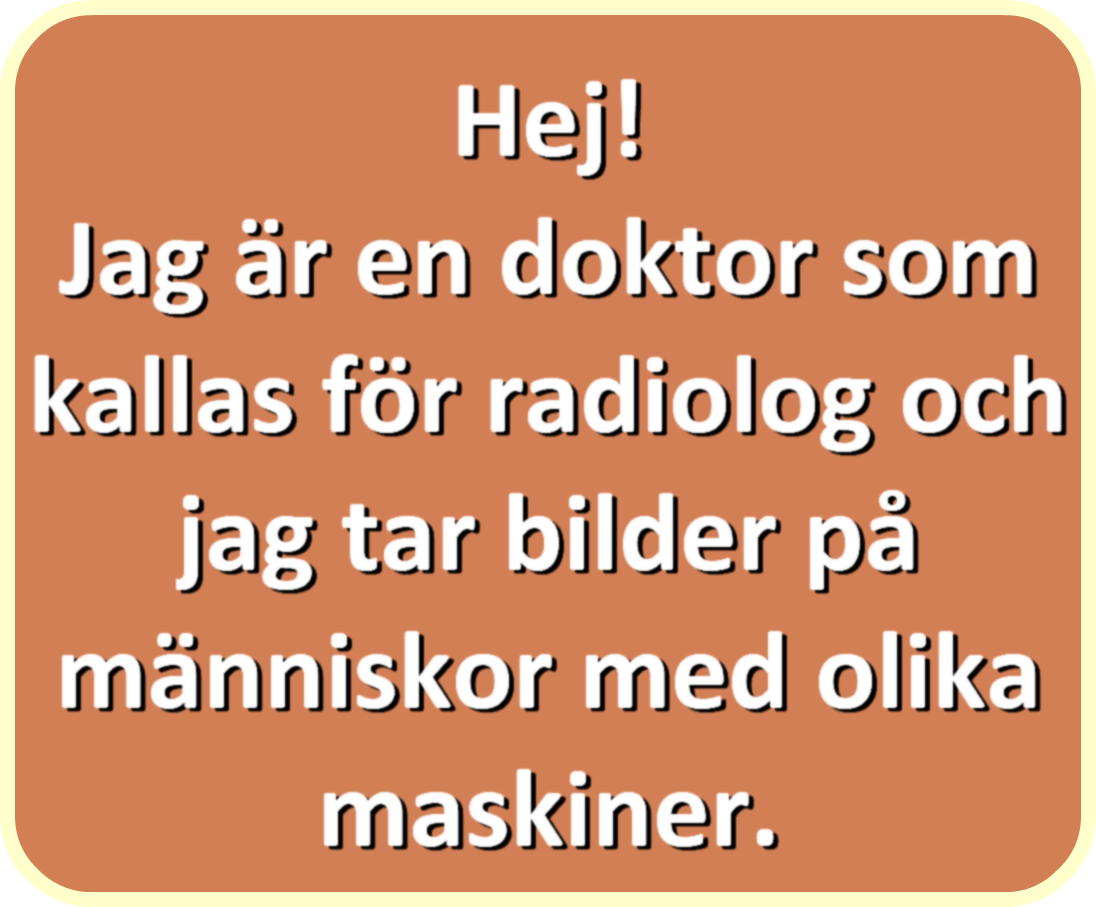 Hej!
Jag är en doktor som
kallas för radiolog och
jag tar bilder på
människor med olika
maskiner.